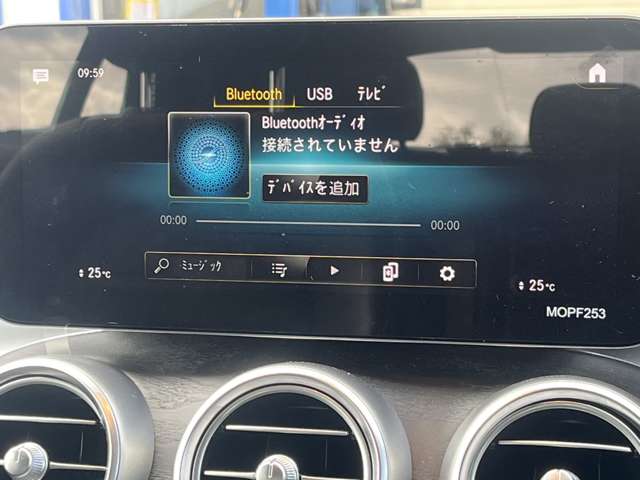 09:59
Bluetooth USB ﾃﾚﾋﾞ
Bluetoothｵｰﾃﾞｨｵ
接続されていません
ﾃﾞﾊﾞｲｽを追加
00:00 00:00
ﾐｭｰｼﾞｯｸ
25°C 25°C
MOPF253